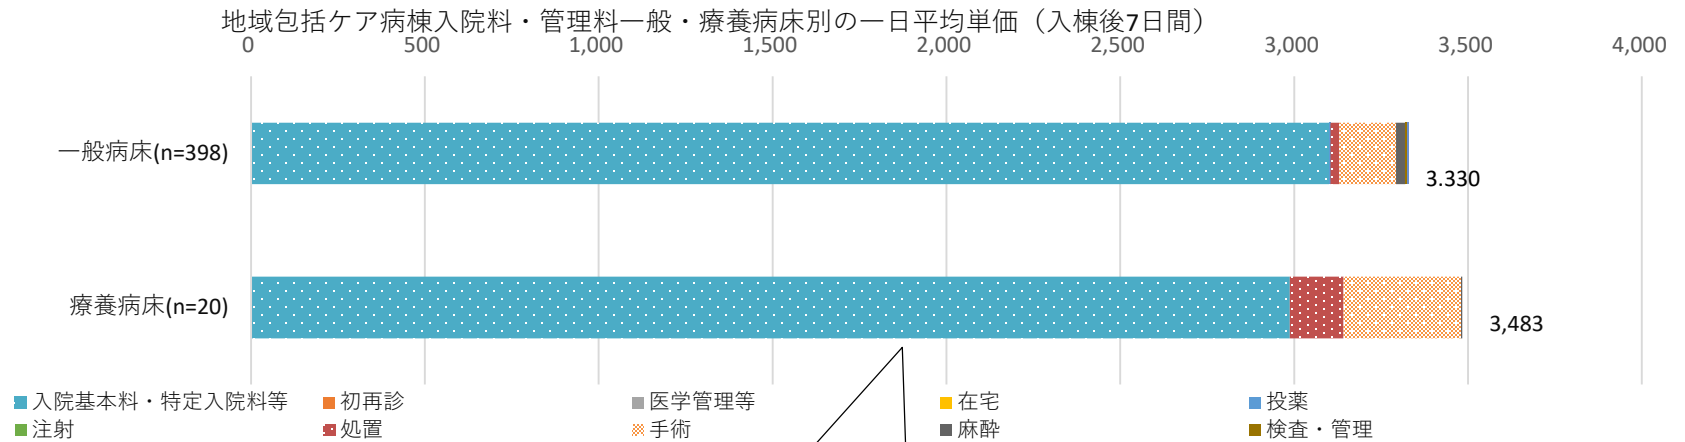 地域包括ケア病棟入院料・管理料一般・療養病床別の一日平均単価（入棟後7日間）
0 500 1,000 1,500 2,000 2,500 3,000 3,500 4,000
一般病床(n=398)
3.330
療養病床(n=20)
3,483
入院基本料・特定入院料等 初再診 医学管理等 在宅 投薬
注射 処置 手術 麻酔 検査・管理